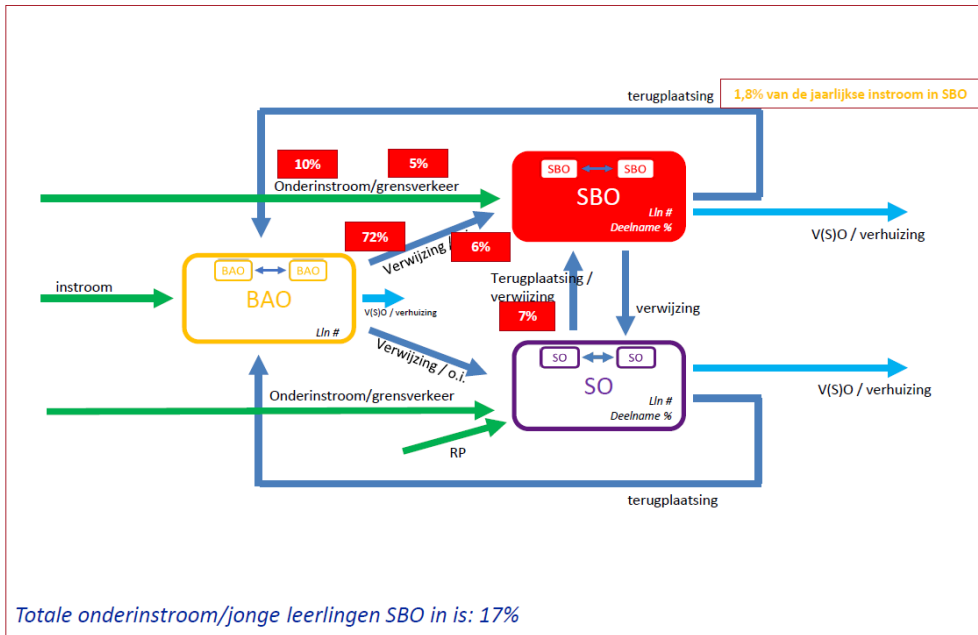 terugplaatsing
1,8% van de jaarlijkse instroom in SBO
10%
5%
Onderinstroom/grensverkeer
SBO
SBO
SBO
Lln #
Deelname %
V(S)O / verhuizing
72%
6%
Verwijzing / o.i.
BAO
BAO
BAO
Lln #
instroom
V(S)O / verhuizing
Terugplaatsing /
verwijzing
7%
verwijzing
Verwijzing / o.i.
SO
SO
SO
Lln #
Deelname %
V(S)O / verhuizing
Onderinstroom/grensverkeer
RP
terugplaatsing
Totale onderinstroom/jonge leerlingen SBO in is: 17%